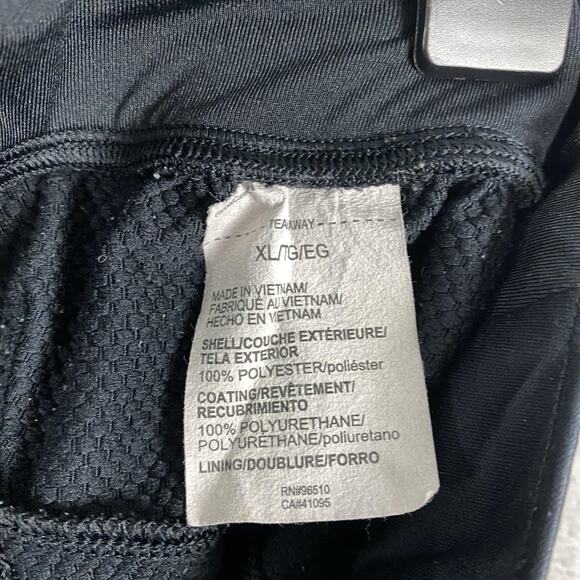 TEARAWAY
XL/TG/EG
MADE IN VIETNAM/
FABRIQUÉ AU VIETNAM/
HECHO EN VIETNAM
SHELL/COUCHE EXTÉRIEURE/
TELA EXTERIOR
100% POLYESTER/poliéster
COATING/REVÊTEMENT/
RECUBRIMIENTO
100% POLYURETHANE/
POLYURÉTHANE/poliuretano
LINING/DOUBLURE/FORRO
RN#96510
CA#41095